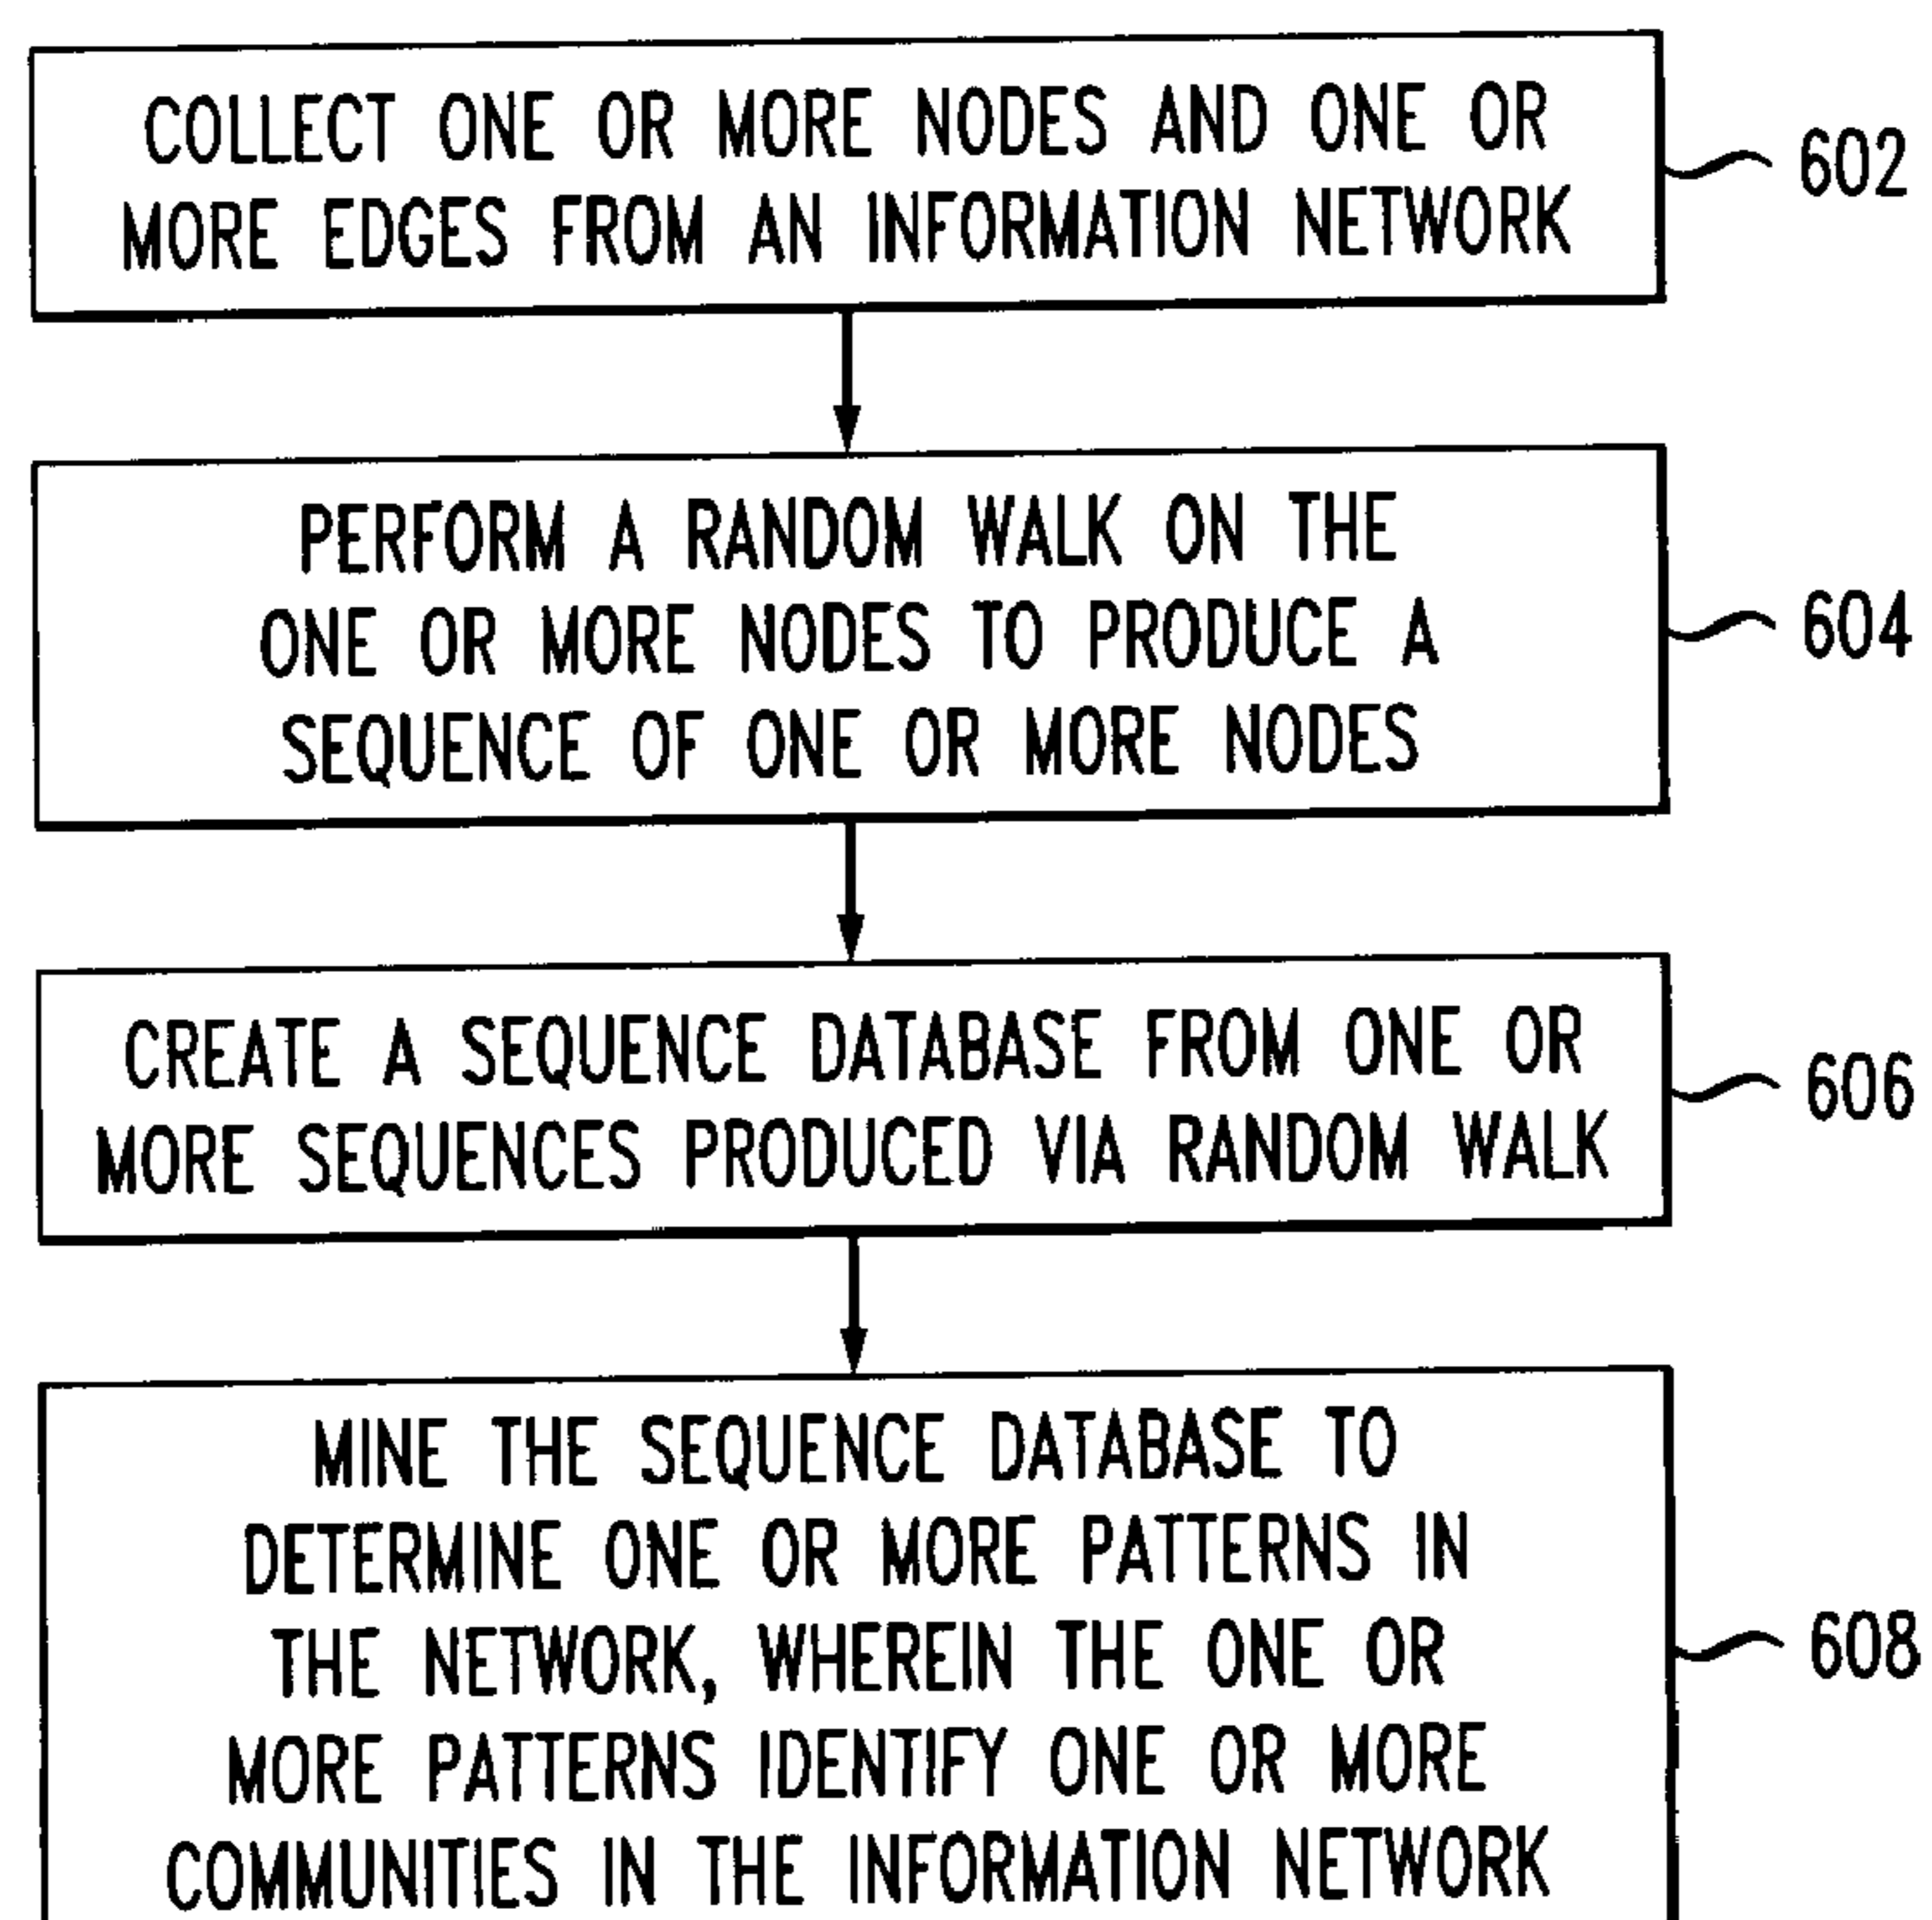 COLLECT ONE OR MORE NODES AND ONE OR
MORE EDGES FROM AN INFORMATION NETWORK
602
PERFORM A RANDOM WALK ON THE
ONE OR MORE NODES TO PRODUCE A
SEQUENCE OF ONE OR MORE NODES
604
CREATE A SEQUENCE DATABASE FROM ONE OR
MORE SEQUENCES PRODUCED VIA RANDOM WALK
606
MINE THE SEQUENCE DATABASE TO
DETERMINE ONE OR MORE PATTERNS IN
THE NETWORK, WHEREIN THE ONE OR
MORE PATTERNS IDENTIFY ONE OR MORE
COMMUNITIES IN THE INFORMATION NETWORK
608